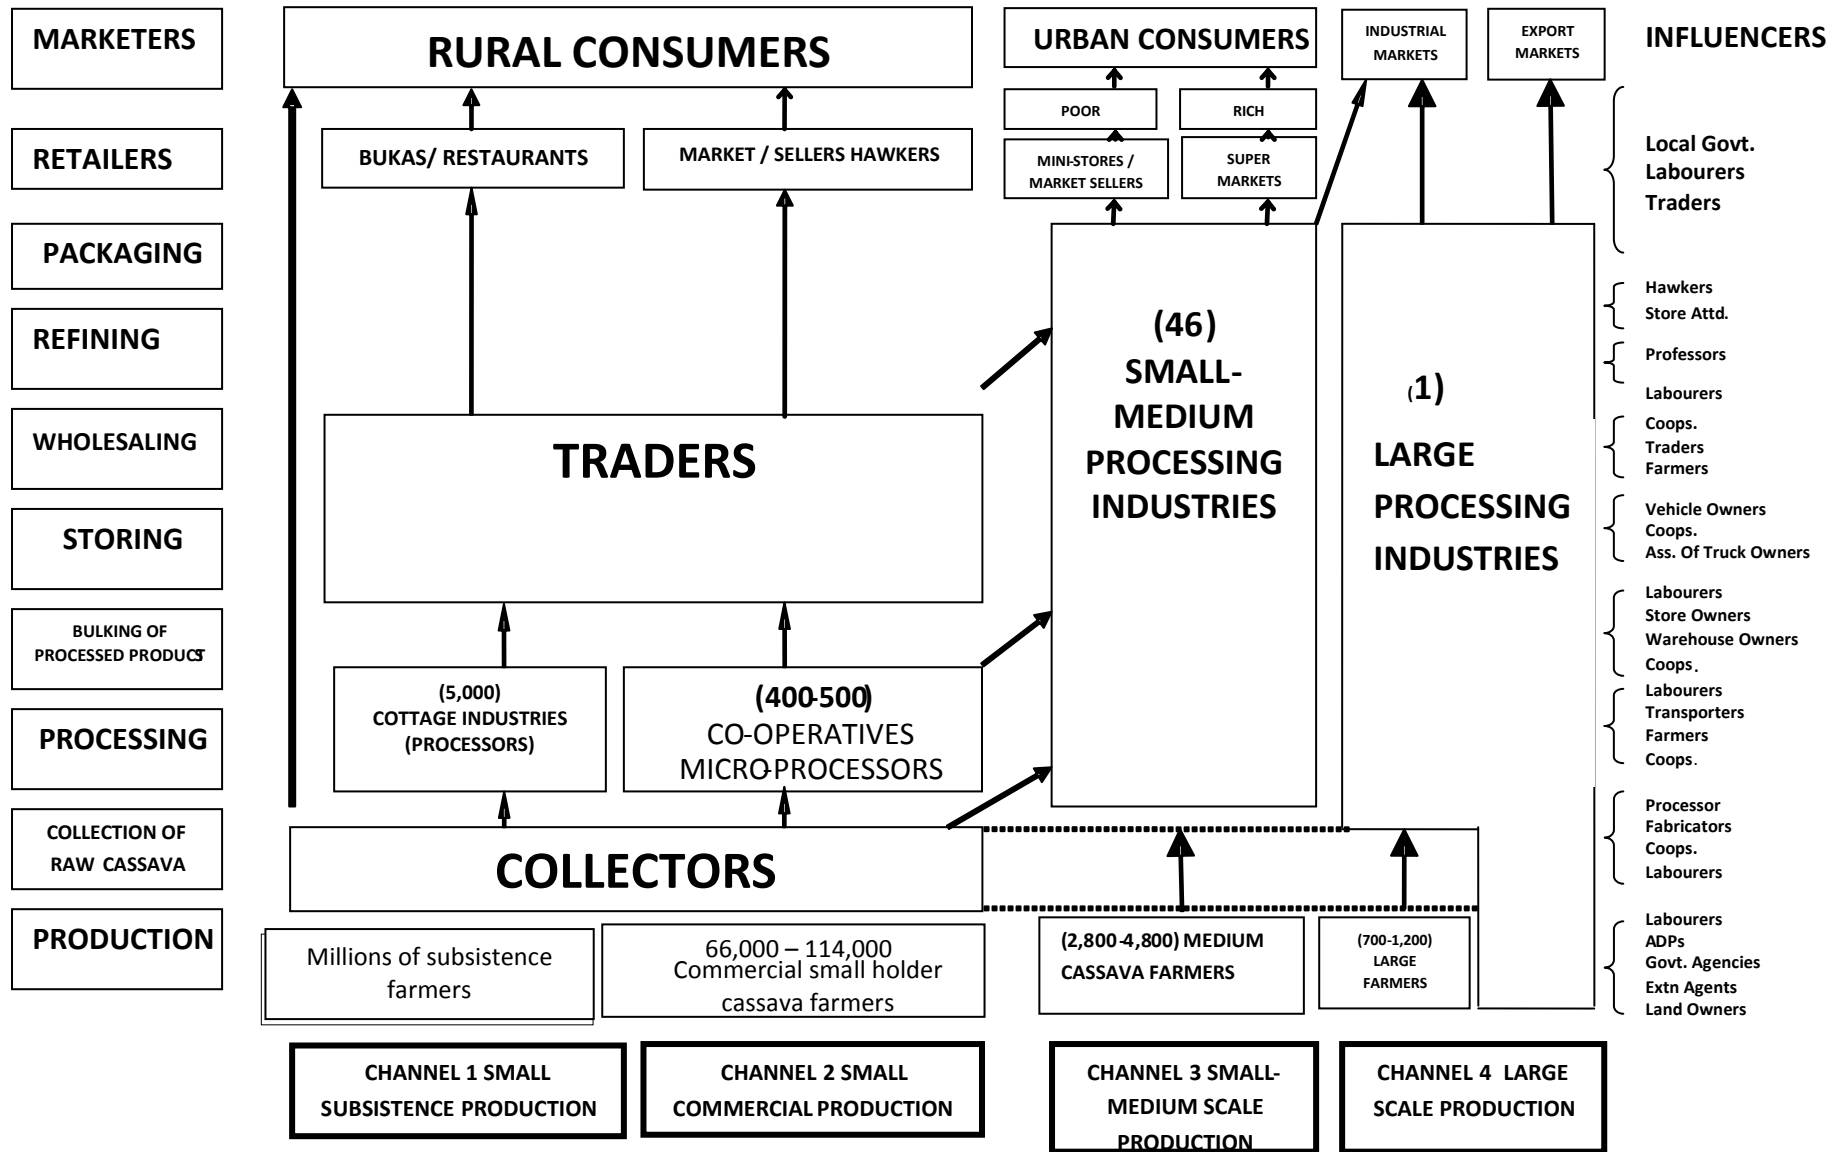 MARKETERS
RETAILERS
PACKAGING
REFINING
WHOLESALING
STORING
BULKING OF
PROCESSED PRODUCTS
PROCESSING
COLLECTION OF
RAW CASSAVA
PRODUCTION
RURAL CONSUMERS
BUKAS/ RESTAURANTS
MARKET / SELLERS HAWKERS
TRADERS
(5,000)
COTTAGE INDUSTRIES
(PROCESSORS)
(400-500)
CO-OPERATIVES
MICRO-PROCESSORS
COLLECTORS
Millions of subsistence
farmers
66,000 – 114,000
Commercial small holder
cassava farmers
URBAN CONSUMERS
POOR
RICH
MINI-STORES /
MARKET SELLERS
SUPER
MARKETS
(46)
SMALL-
MEDIUM
PROCESSING
INDUSTRIES
(2,800-4,800) MEDIUM
CASSAVA FARMERS
INDUSTRIAL
MARKETS
EXPORT
MARKETS
(1)
LARGE
PROCESSING
INDUSTRIES
(700-1,200)
LARGE
FARMERS
INFLUENCERS
Local Govt.
Labourers
Traders
Hawkers
Store Attd.
Professors
Labourers
Coops.
Traders
Farmers
Vehicle Owners
Coops.
Ass. Of Truck Owners
Labourers
Store Owners
Warehouse Owners
Coops.
Labourers
Transporters
Farmers
Coops.
Processor
Fabricators
Coops.
Labourers
Labourers
ADPs
Govt. Agencies
Extn Agents
Land Owners
CHANNEL 1 SMALL
SUBSISTENCE PRODUCTION
CHANNEL 2 SMALL
COMMERCIAL PRODUCTION
CHANNEL 3 SMALL-
MEDIUM SCALE
PRODUCTION
CHANNEL 4 LARGE
SCALE PRODUCTION